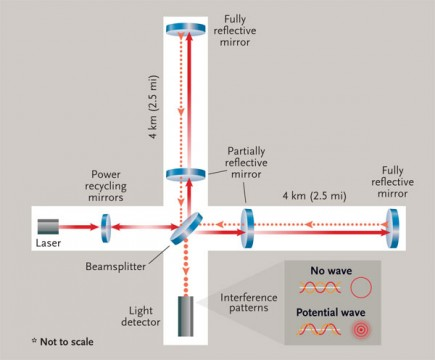 Fully
reflective
mirror
4 km (2.5 mi)
Partially
reflective
mirror
Power
recycling
mirrors
4 km (2.5 mi)
Fully
reflective
mirror
Laser
Beamsplitter
Light
detector
Interference
patterns
No wave
Potential wave
* Not to scale